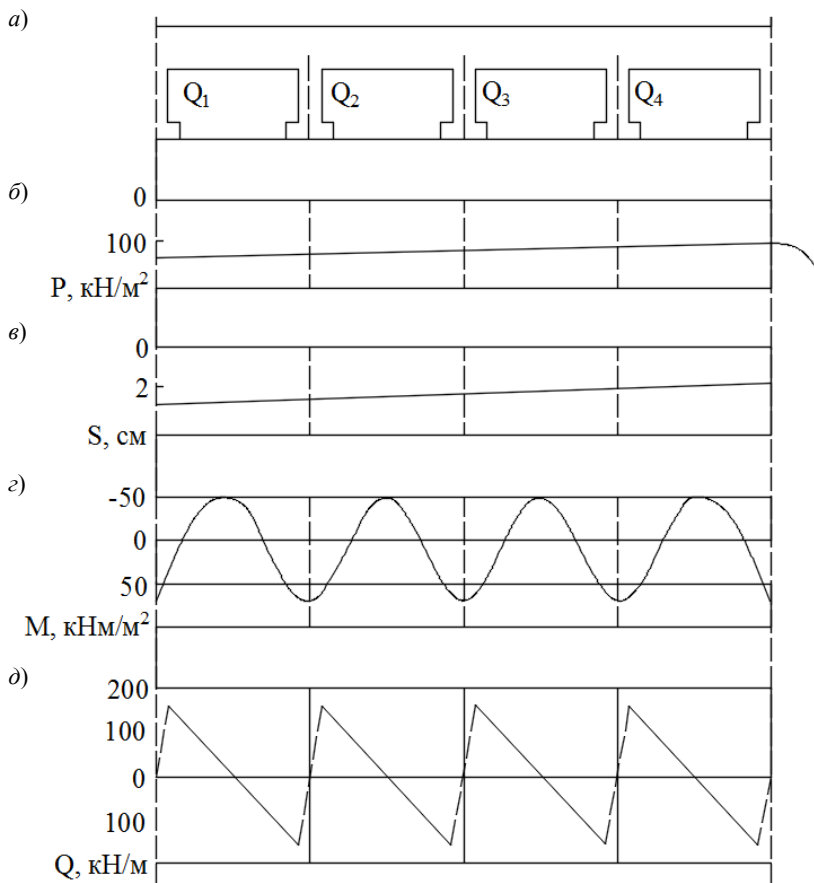 а)
Q1 Q2 Q3 Q4
б)
0
100
P, кН/м²
в)
0
2
S, см
г)
-50
0
50
М, кНм/м²
д)
200
100
0
100
Q, кН/м